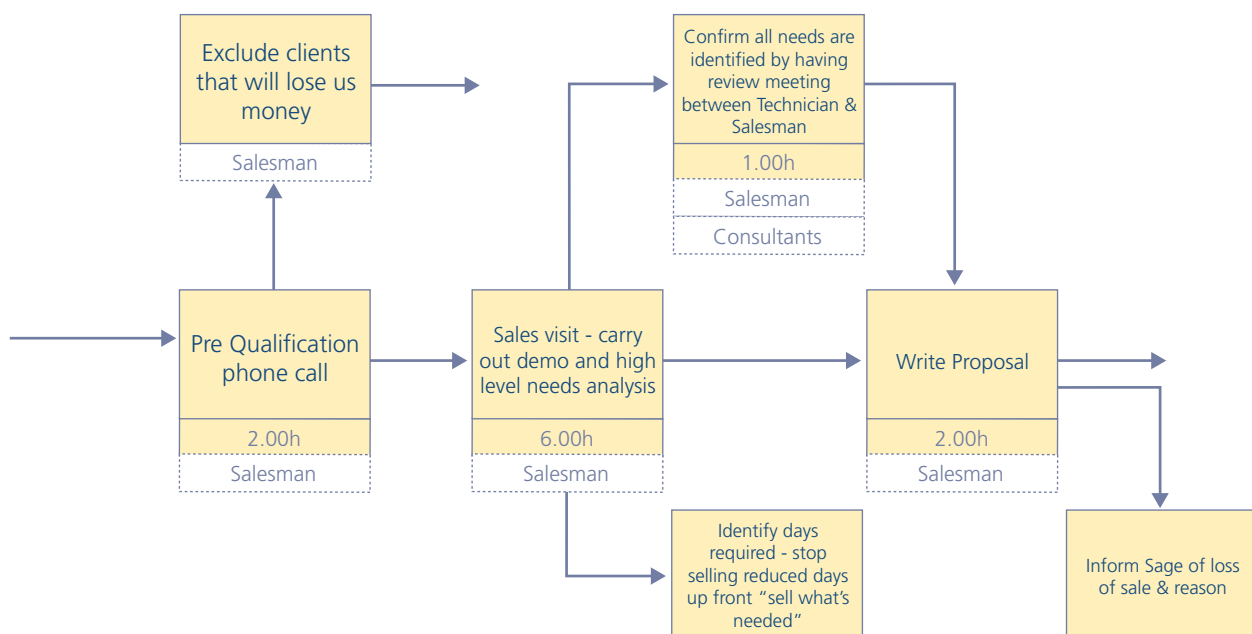 Exclude clients
that will lose us
money
Salesman
Confirm all needs are
identified by having
review meeting
between Technician &
Salesman
1.00h
Salesman
Consultants
Pre Qualification
phone call
2.00h
Salesman
Sales visit - carry
out demo and high
level needs analysis
6.00h
Salesman
Write Proposal
2.00h
Salesman
Identify days
required - stop
selling reduced days
up front “sell what’s
needed”
Inform Sage of loss
of sale & reason